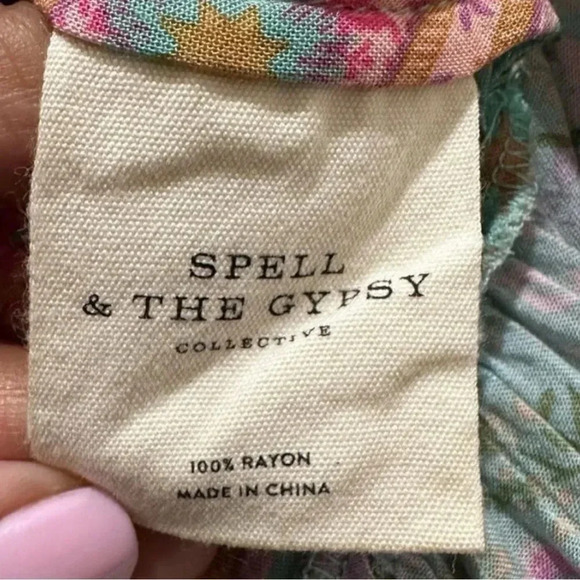 SPELL
& THE GYPSY
COLLECTIVE
100% RAYON
MADE IN CHINA